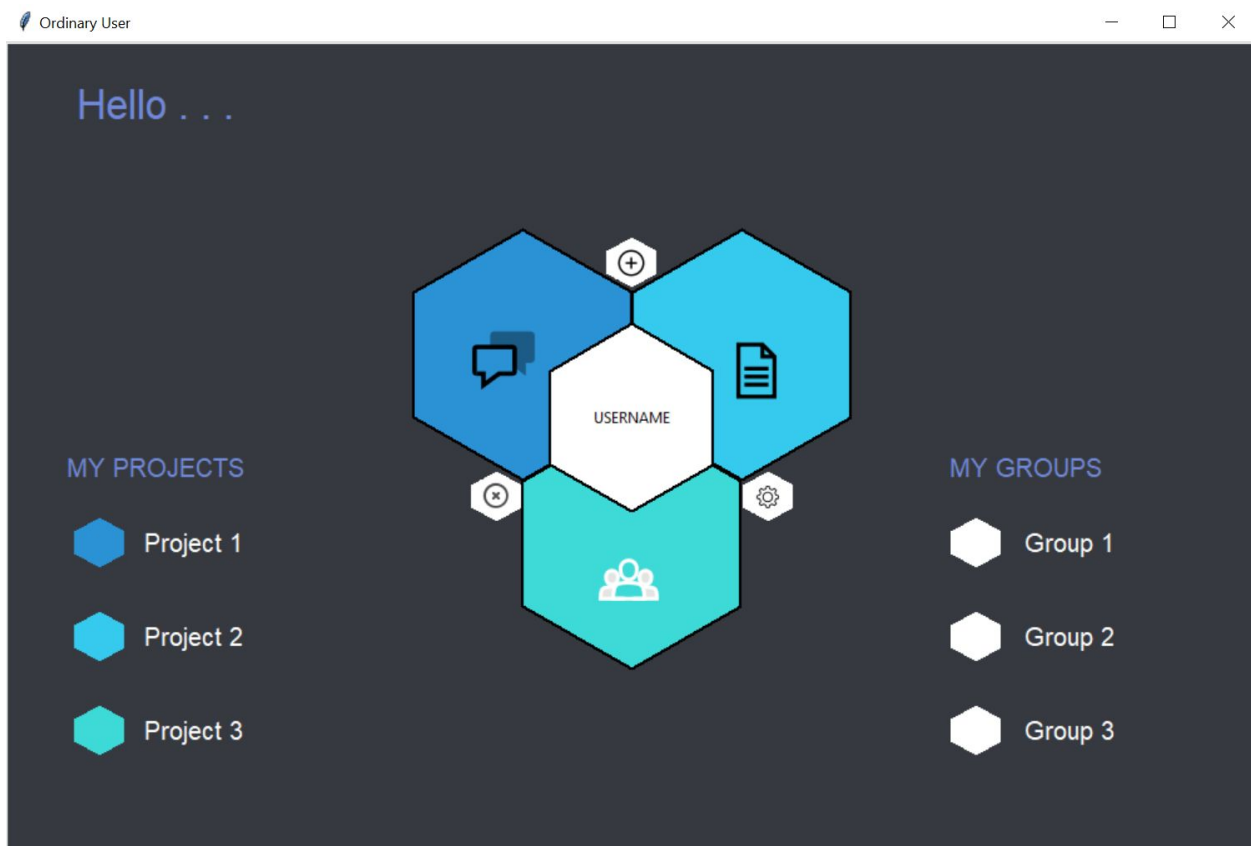 Ordinary User
Hello . . .
USERNAME
MY PROJECTS
Project 1
Project 2
Project 3
MY GROUPS
Group 1
Group 2
Group 3